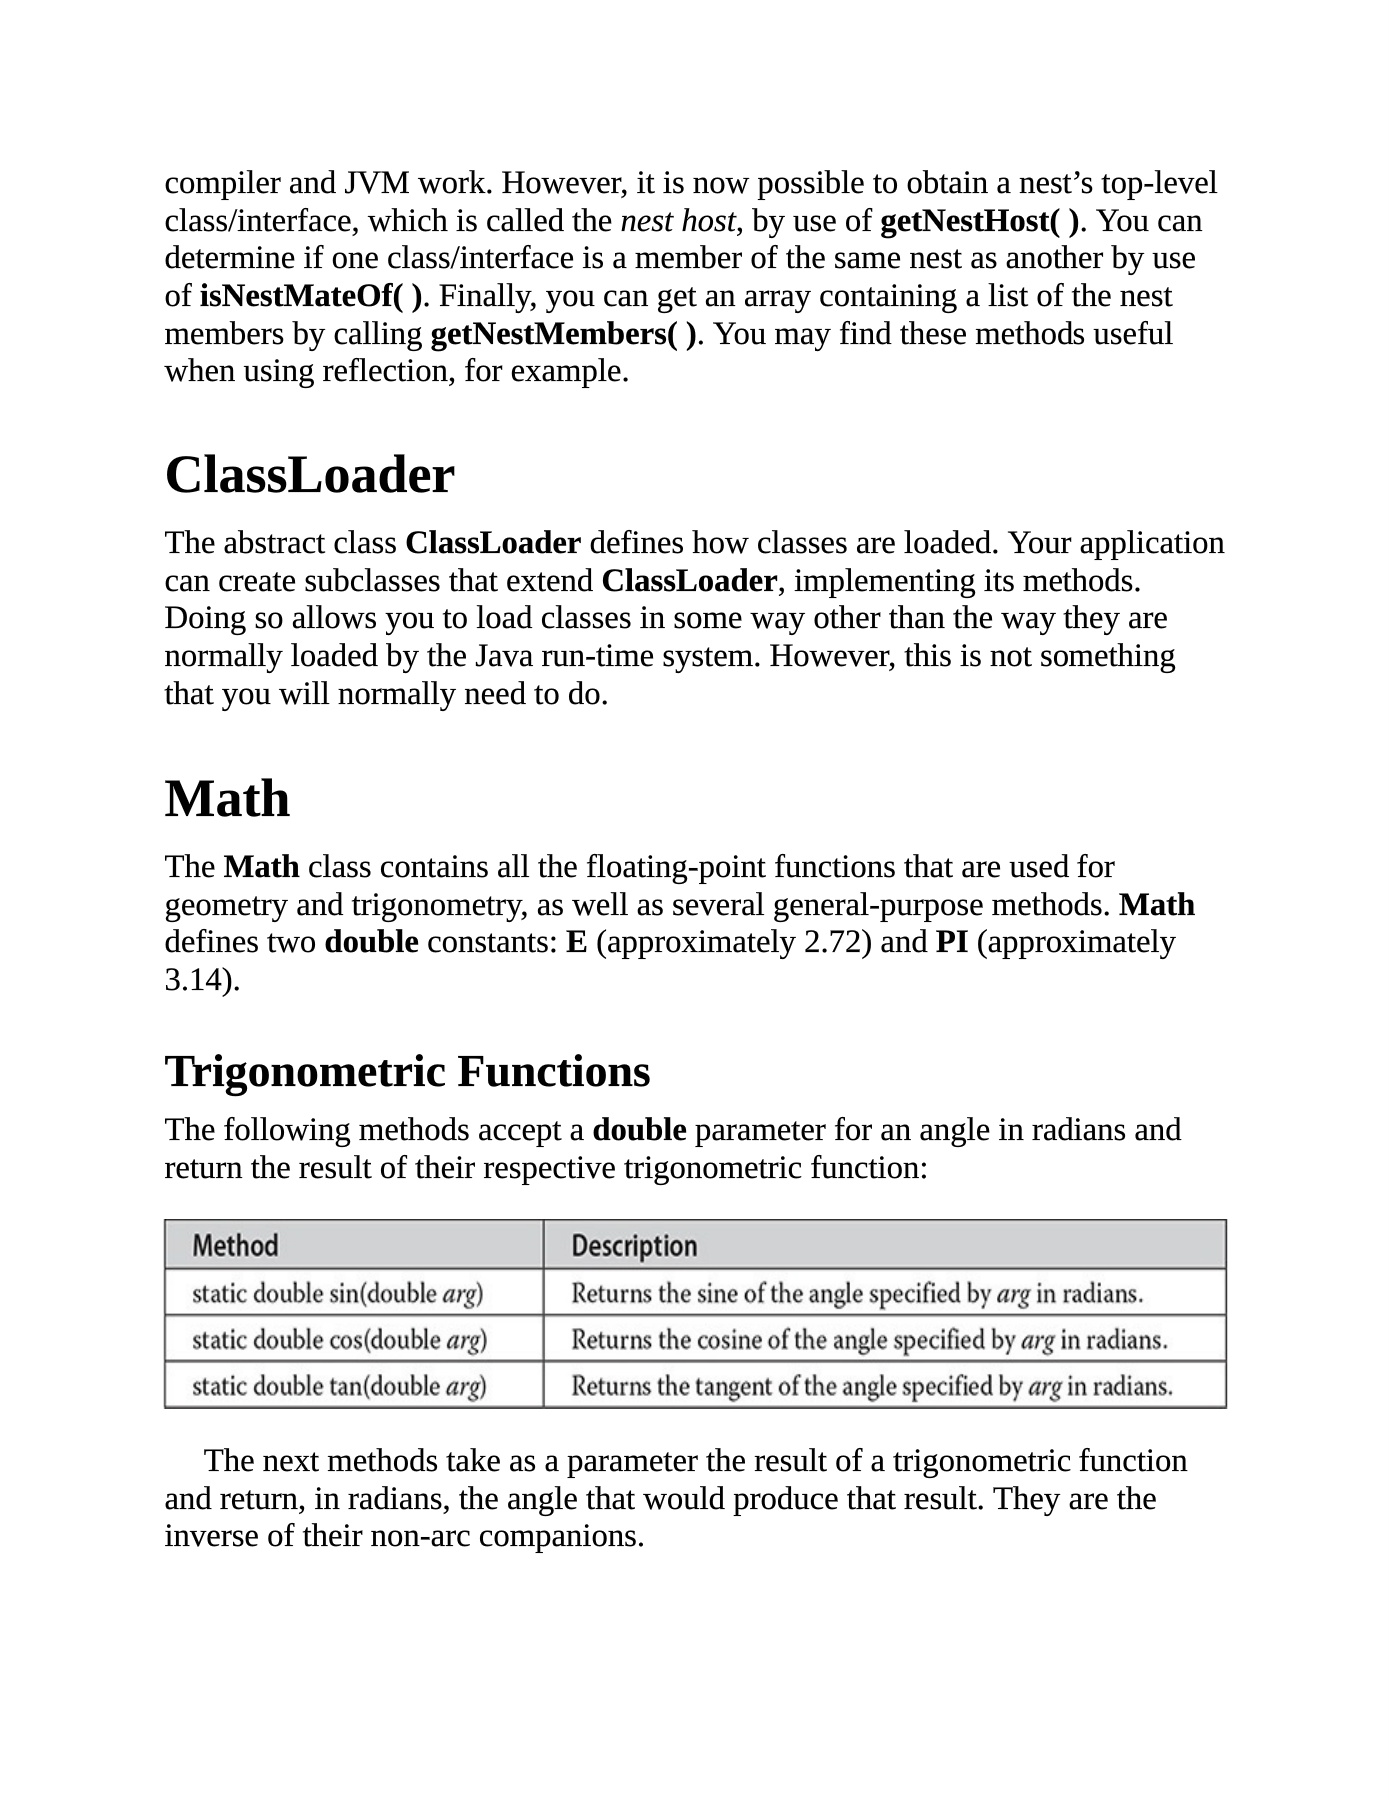 compiler and JVM work. However, it is now possible to obtain a nest’s top-level
class/interface, which is called the nest host, by use of getNestHost( ). You can
determine if one class/interface is a member of the same nest as another by use
of isNestMateOf( ). Finally, you can get an array containing a list of the nest
members by calling getNestMembers( ). You may find these methods useful
when using reflection, for example.
ClassLoader
The abstract class ClassLoader defines how classes are loaded. Your application
can create subclasses that extend ClassLoader, implementing its methods.
Doing so allows you to load classes in some way other than the way they are
normally loaded by the Java run-time system. However, this is not something
that you will normally need to do.
Math
The Math class contains all the floating-point functions that are used for
geometry and trigonometry, as well as several general-purpose methods. Math
defines two double constants: E (approximately 2.72) and PI (approximately
3.14).
Trigonometric Functions
The following methods accept a double parameter for an angle in radians and
return the result of their respective trigonometric function:
Method Description
static double sin(double arg) Returns the sine of the angle specified by arg in radians.
static double cos(double arg) Returns the cosine of the angle specified by arg in radians.
static double tan(double arg) Returns the tangent of the angle specified by arg in radians.
The next methods take as a parameter the result of a trigonometric function
and return, in radians, the angle that would produce that result. They are the
inverse of their non-arc companions.